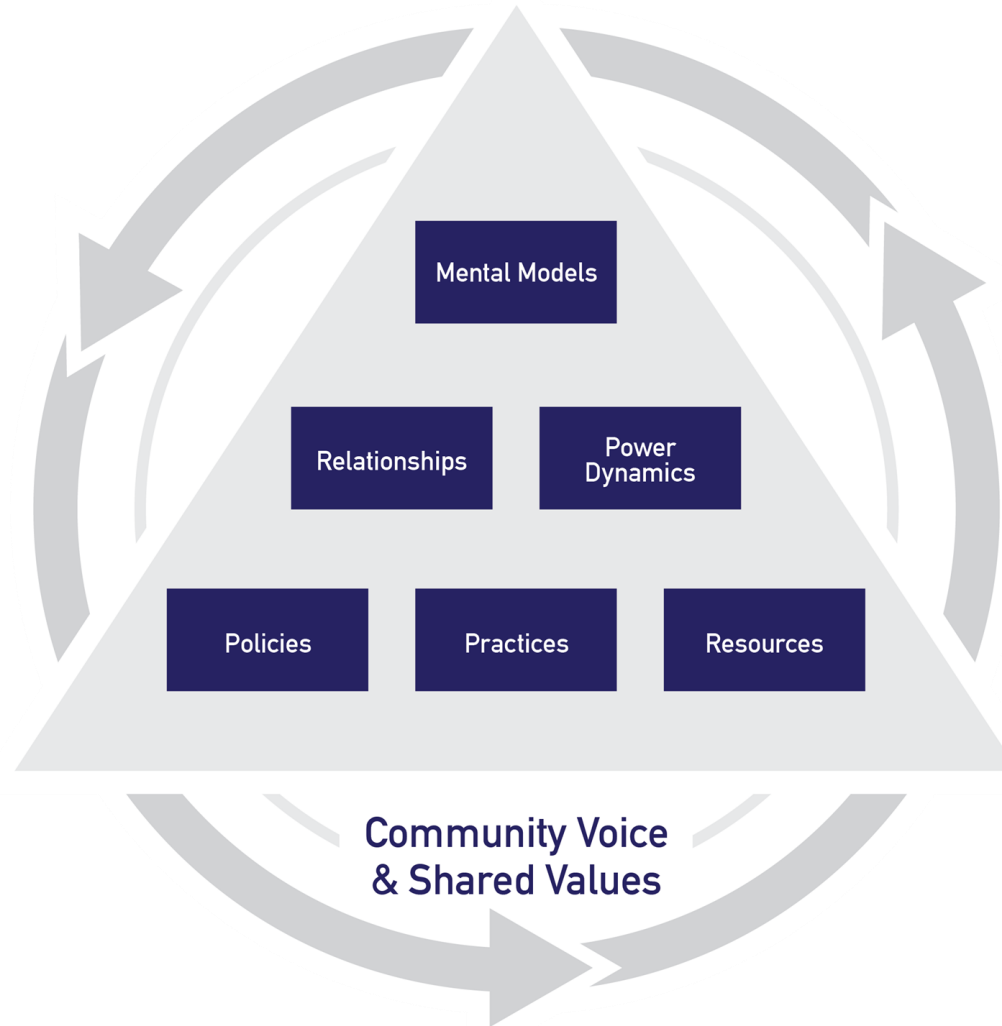 Mental Models
Relationships
Power
Dynamics
Policies
Practices
Resources
Community Voice
& Shared Values